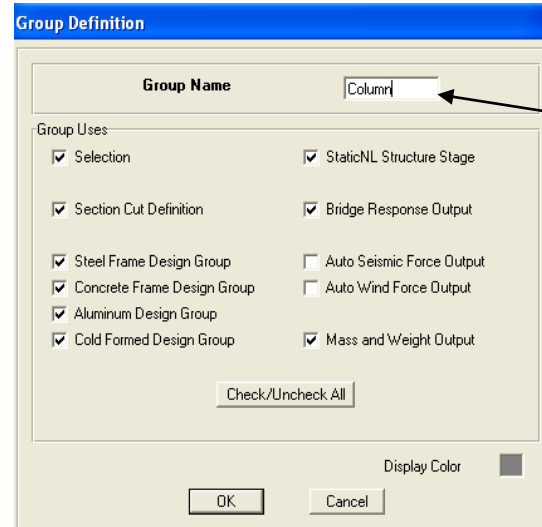 Group Definition
Group Name Column
Group Uses
Selection StaticNL Structure Stage
Section Cut Definition Bridge Response Output
Steel Frame Design Group Auto Seismic Force Output
Concrete Frame Design Group Auto Wind Force Output
Aluminum Design Group
Cold Formed Design Group Mass and Weight Output
Check/Uncheck All
Display Color
OK Cancel